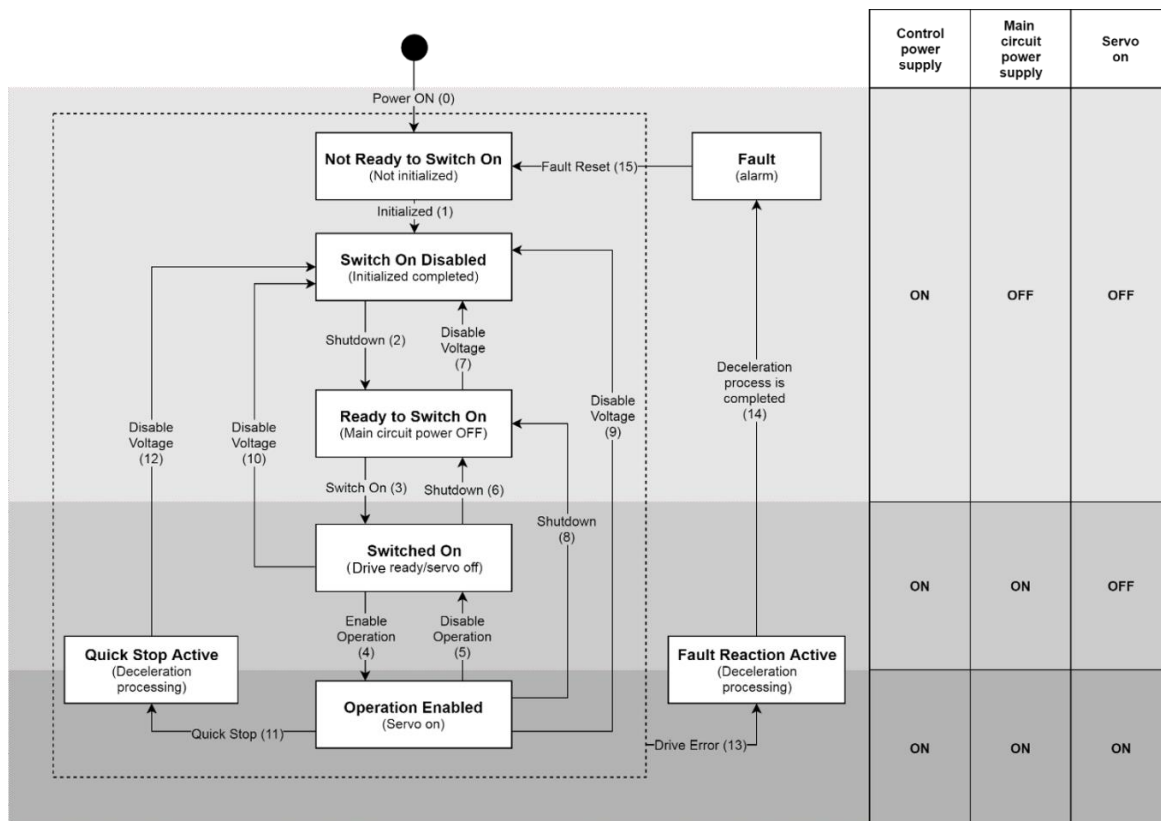 Control
power
supply
Main
circuit
power
supply
Servo
on
Power ON (0)
Not Ready to Switch On
(Not initialized)
Fault Reset (15)
Fault
(alarm)
Initialized (1)
Switch On Disabled
(Initialized completed)
ON
OFF
OFF
Shutdown (2)
Disable
Voltage
(7)
Deceleration
process is
completed
(14)
Disable
Voltage
(9)
Ready to Switch On
(Main circuit power OFF)
Disable
Voltage
(12)
Disable
Voltage
(10)
Switch On (3)
Shutdown (6)
Shutdown
(8)
Switched On
(Drive ready/servo off)
ON
ON
OFF
Enable
Operation
(4)
Disable
Operation
(5)
Quick Stop Active
(Deceleration
processing)
Fault Reaction Active
(Deceleration
processing)
Operation Enabled
(Servo on)
Quick Stop (11)
Drive Error (13)
ON
ON
ON